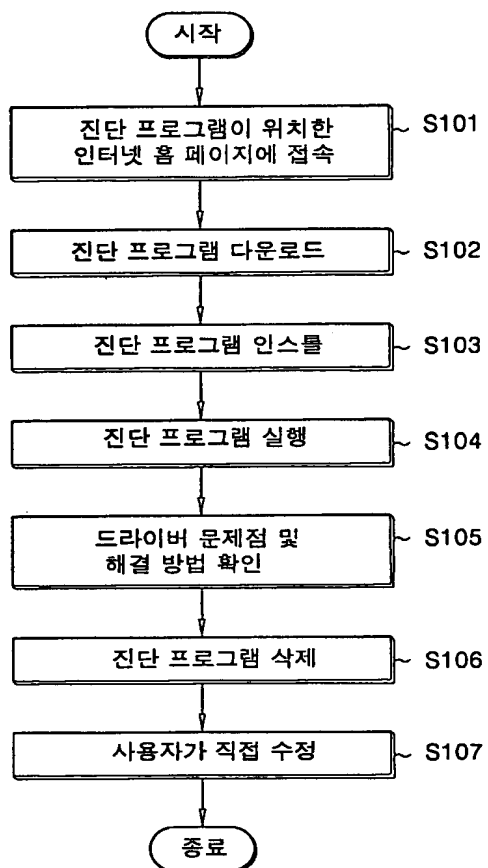 시작
진단 프로그램이 위치한
인터넷 홈 페이지에 접속
S101
진단 프로그램 다운로드
S102
진단 프로그램 인스톨
S103
진단 프로그램 실행
S104
드라이버 문제점 및
해결 방법 확인
S105
진단 프로그램 삭제
S106
사용자가 직접 수정
S107
종료